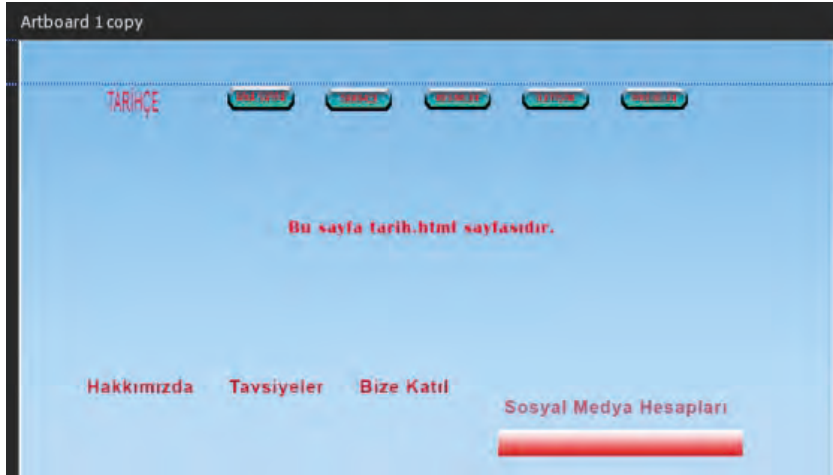 Artboard 1 copy
TARİHÇE
Bu sayfa tarih.html sayfasıdır.
Hakkımızda Tavsiyeler Bize Katıl
Sosyal Medya Hesapları